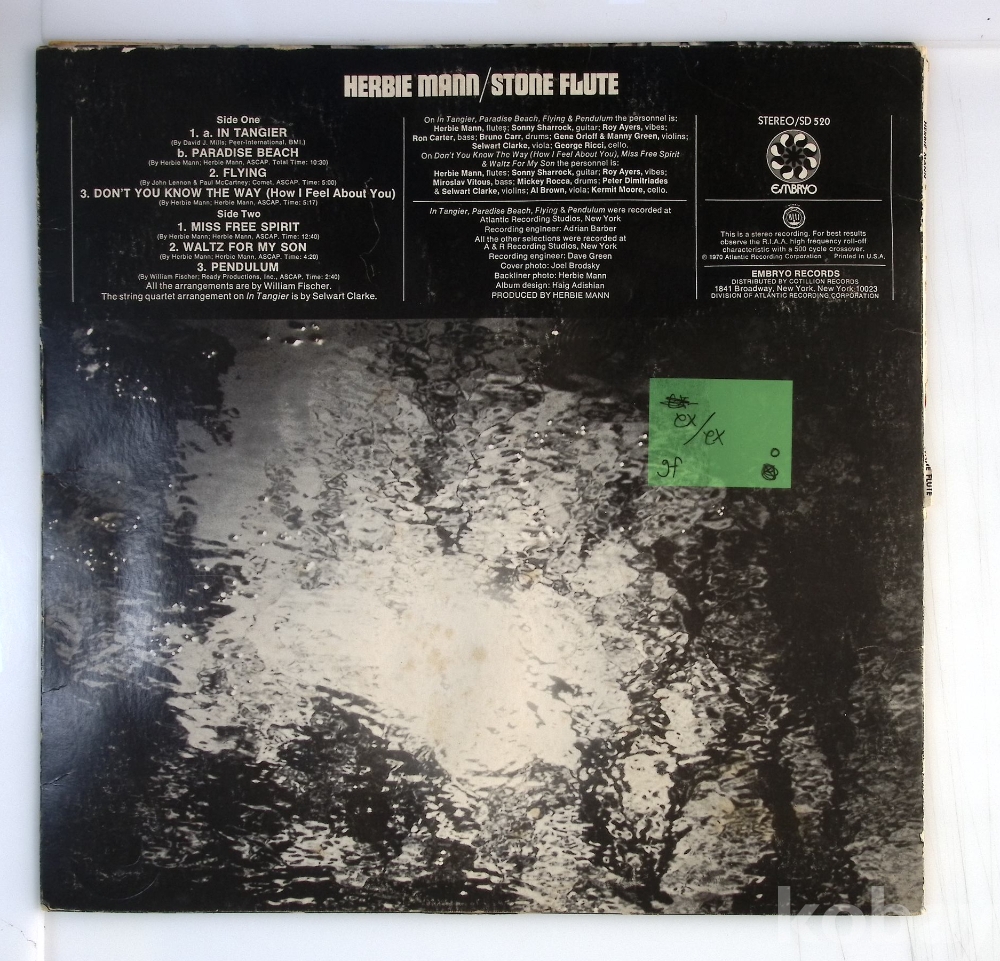 HERBIE MANN/STONE FLUTE
Side One
1. a. IN TANGIER
(By David J. Mills; Peer-International, BMI.)
b. PARADISE BEACH
(By Herbie Mann; Herbie Mann, ASCAP. Total Time: 10:30)
2. FLYING
(By John Lennon & Paul McCartney; Comet, ASCAP. Time: 5:00)
3. DON'T YOU KNOW THE WAY (How I Feel About You)
(By Herbie Mann; Herbie Mann, ASCAP. Time: 5:17)
Side Two
1. MISS FREE SPIRIT
(By Herbie Mann; Herbie Mann, ASCAP. Time: 12:40)
2. WALTZ FOR MY SON
(By Herbie Mann; Herbie Mann, ASCAP. Time: 4:20)
3. PENDULUM
(By William Fischer; Ready Productions, Inc., ASCAP. Time: 2:40)
All the arrangements are by William Fischer.
The string quartet arrangement on In Tangier is by Selwart Clarke.
On In Tangier, Paradise Beach, Flying & Pendulum the personnel is:
Herbie Mann, flutes; Sonny Sharrock, guitar; Roy Ayers, vibes;
Ron Carter, bass; Bruno Carr, drums; Gene Orloff & Manny Green, violins;
Selwart Clarke, viola; George Ricci, cello.
On Don't You Know The Way (How I Feel About You), Miss Free Spirit
& Waltz For My Son the personnel is:
Herbie Mann, flutes; Sonny Sharrock, guitar; Roy Ayers, vibes;
Miroslav Vitous, bass; Mickey Rocca, drums; Peter Dimitriades
& Selwart Clarke, violins; Al Brown, viola; Kermit Moore, cello.
In Tangier, Paradise Beach, Flying & Pendulum were recorded at
Atlantic Recording Studios, New York
Recording engineer: Adrian Barber
All the other selections were recorded at
A & R Recording Studios, New York
Recording engineer: Dave Green
Cover photo: Joel Brodsky
Backliner photo: Herbie Mann
Album design: Haig Adishian
PRODUCED BY HERBIE MANN
STEREO/SD 520
EMBRYO
This is a stereo recording. For best results
observe the R.I.A.A. high frequency roll-off
characteristic with a 500 cycle crossover.
© 1970 Atlantic Recording Corporation Printed in U.S.A.
EMBRYO RECORDS
DISTRIBUTED BY COTILLION RECORDS
1841 Broadway, New York, New York 10023
DIVISION OF ATLANTIC RECORDING CORPORATION
ex/ex
gf